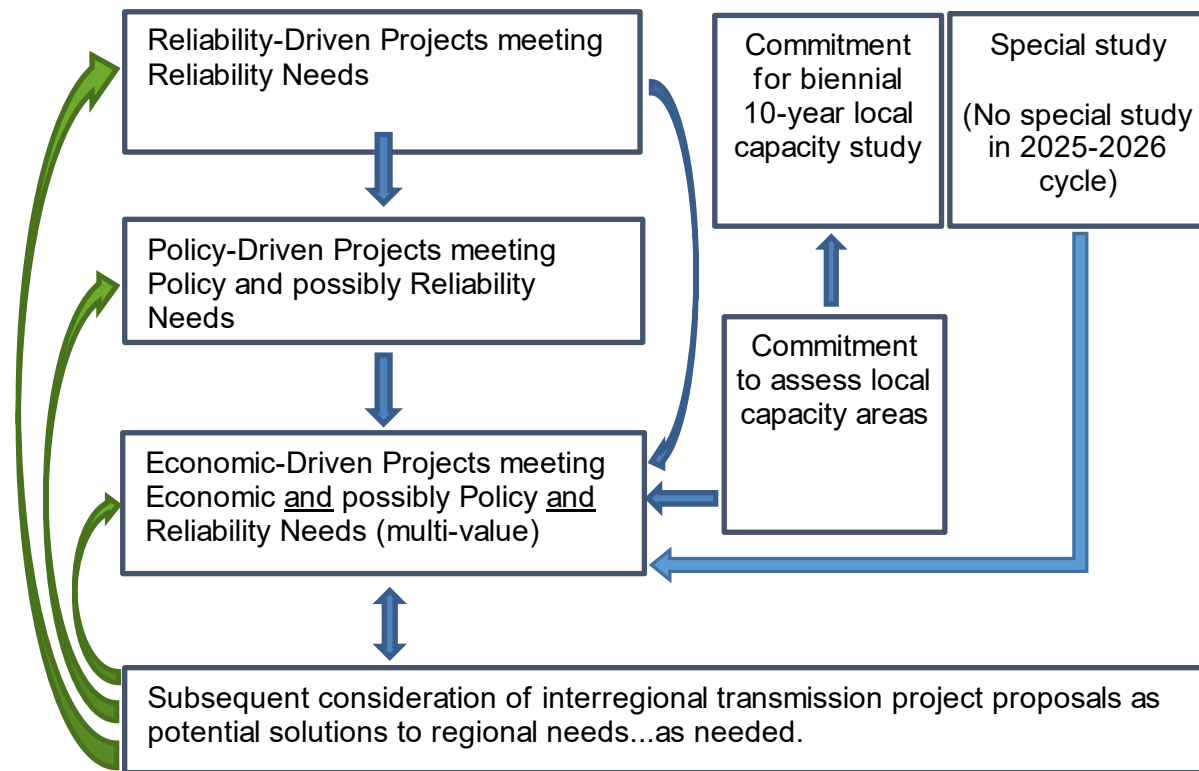 Reliability-Driven Projects meeting
Reliability Needs
Policy-Driven Projects meeting
Policy and possibly Reliability
Needs
Economic-Driven Projects meeting
Economic and possibly Policy and
Reliability Needs (multi-value)
Commitment
for biennial
10-year local
capacity study
Special study
(No special study
in 2025-2026
cycle)
Commitment
to assess local
capacity areas
Subsequent consideration of interregional transmission project proposals as
potential solutions to regional needs...as needed.